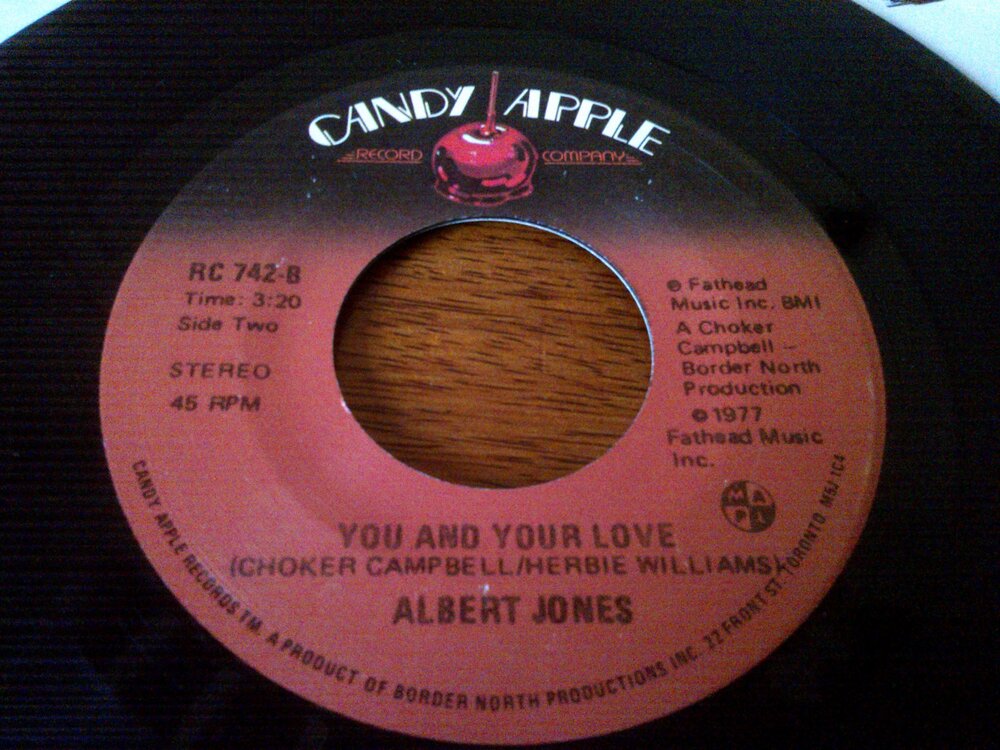 CANDY APPLE
RECORD COMPANY
RC 742-B
Time: 3:20
Side Two
STEREO
45 RPM
℗ Fathead
Music Inc. BMI
A Choker
Campbell –
Border North
Production
© 1977
Fathead Music
Inc.
MAPL
YOU AND YOUR LOVE
(CHOKER CAMPBELL/HERBIE WILLIAMS)
ALBERT JONES
CANDY APPLE RECORDS TM. A PRODUCT OF BORDER NORTH PRODUCTIONS INC. 22 FRONT ST. TORONTO M5J 1C4